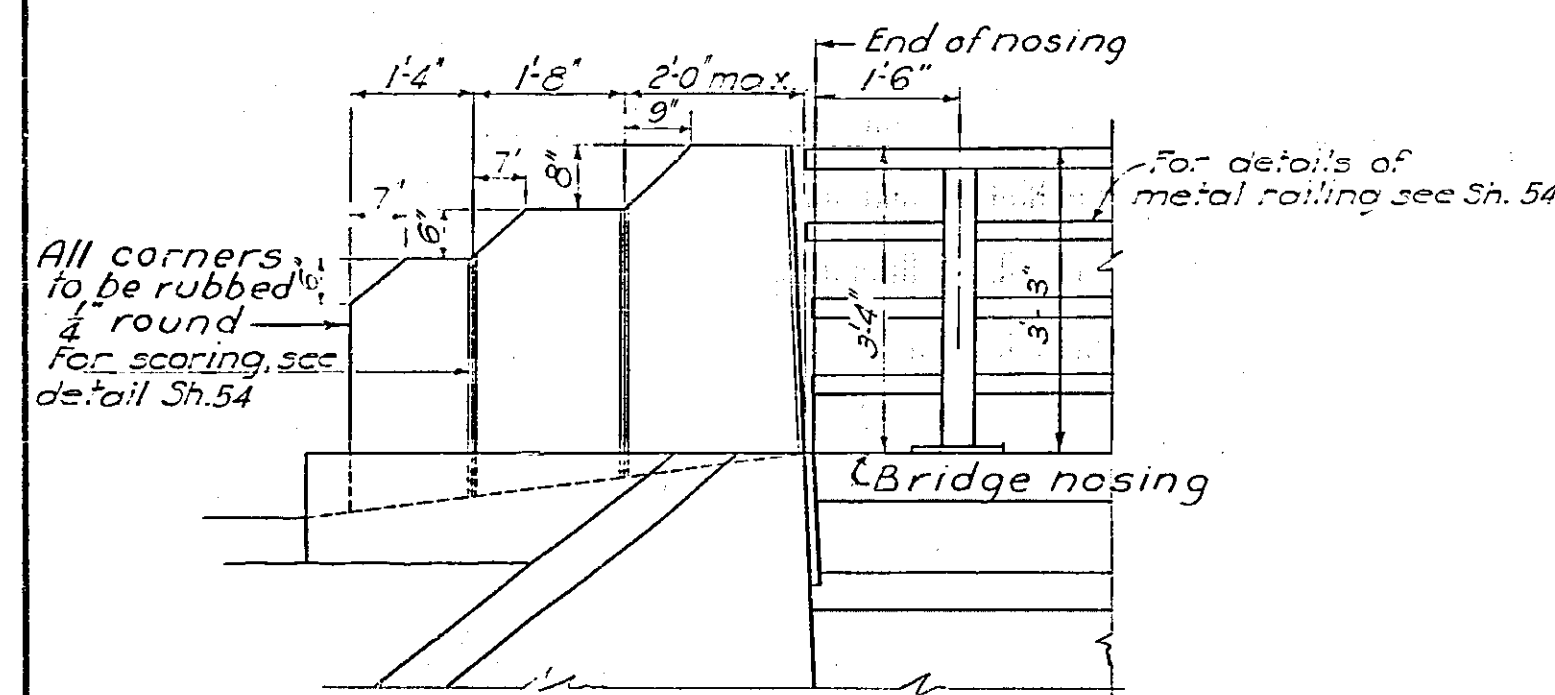 End of nosing
1'-4" 1'-8" 2'-0" max. 1'-6"
9"
7'
8"
7'
6"
For details of
metal railing see Sh. 54
All corners
to be rubbed
1/4" round
For scoring, see
detail Sh.54
3'-4"
3'-3"
Bridge nosing